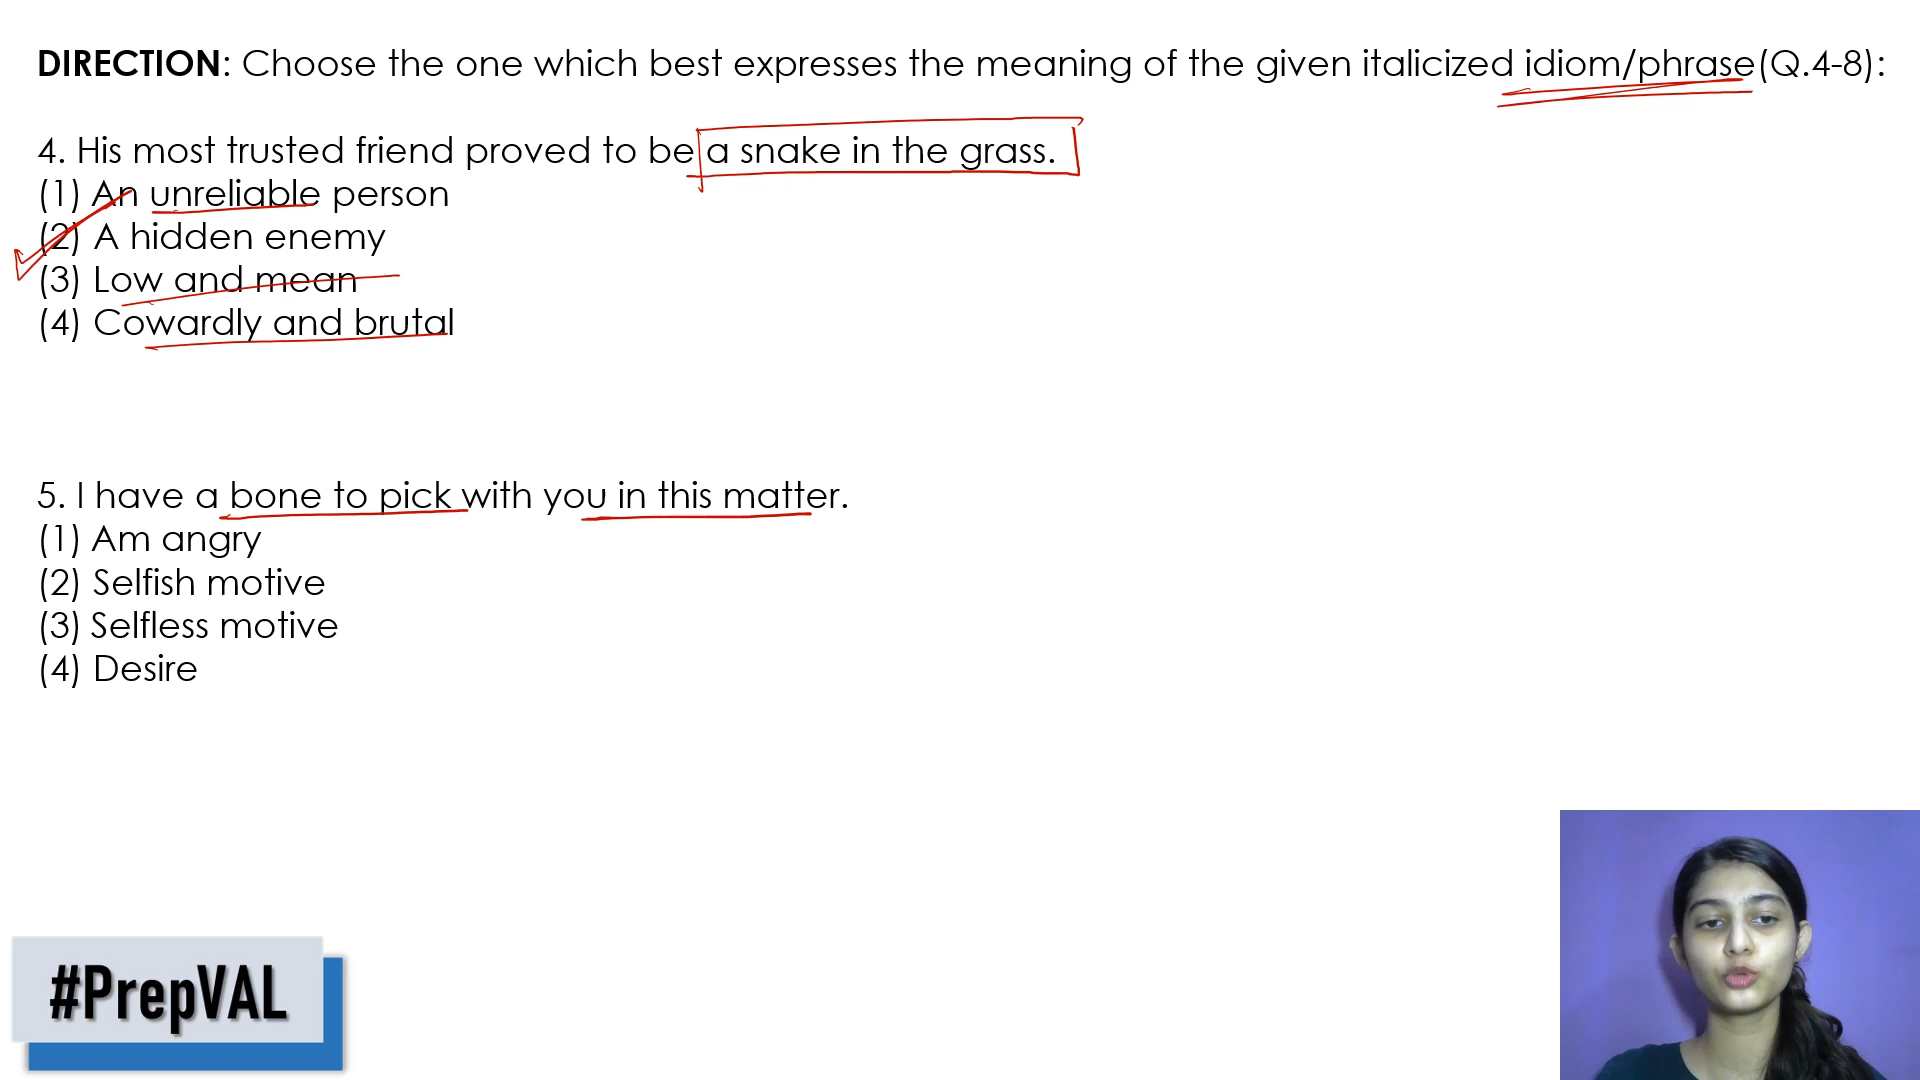 DIRECTION: Choose the one which best expresses the meaning of the given italicized idiom/phrase(Q.4-8):
4. His most trusted friend proved to be a snake in the grass.
(1) An unreliable person
(2) A hidden enemy
(3) Low and mean
(4) Cowardly and brutal
5. I have a bone to pick with you in this matter.
(1) Am angry
(2) Selfish motive
(3) Selfless motive
(4) Desire
#PrepVAL